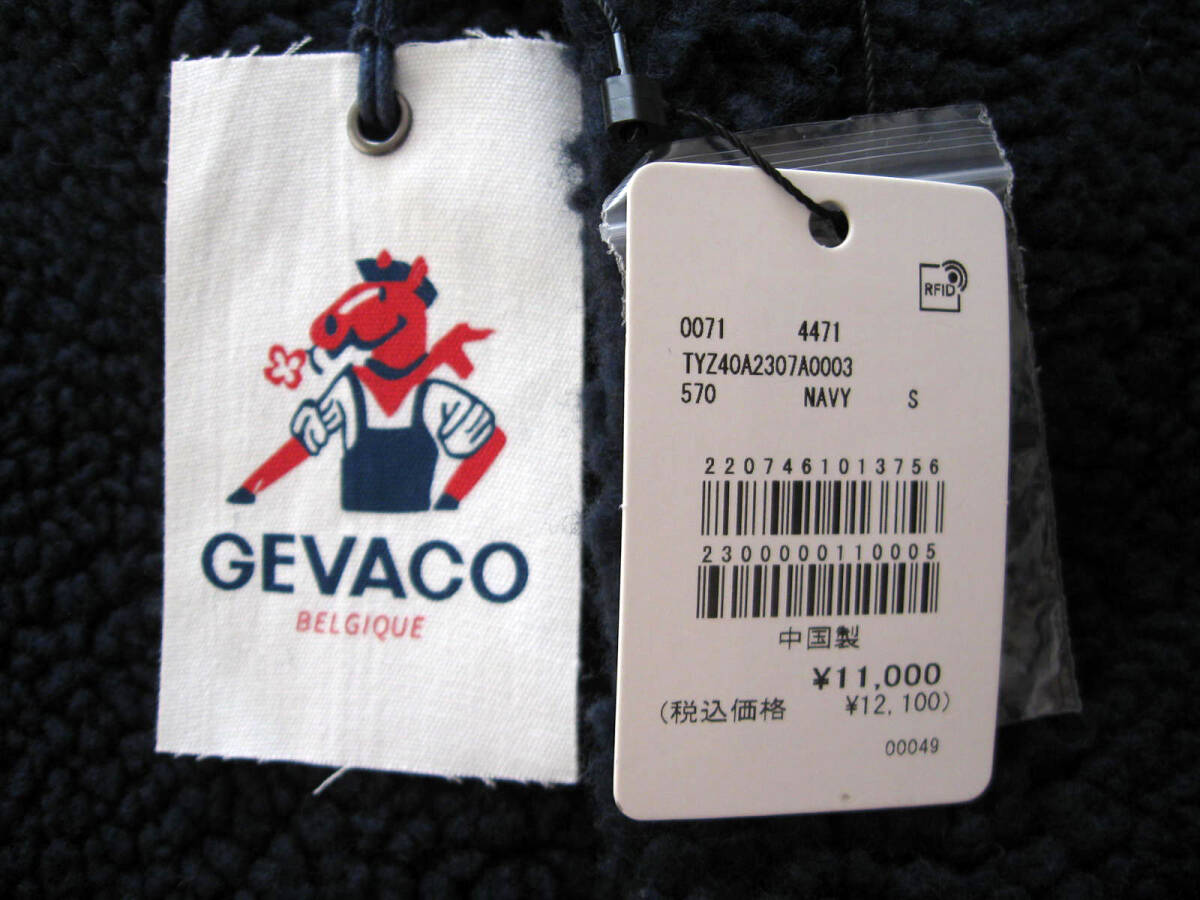 GEVACO
BELGIQUE
RFID
0071 4471
TYZ40A2307A0003
570 NAVY S
2207461013756
2300000110005
中国製
¥11,000
(税込価格 ¥12,100)
00049